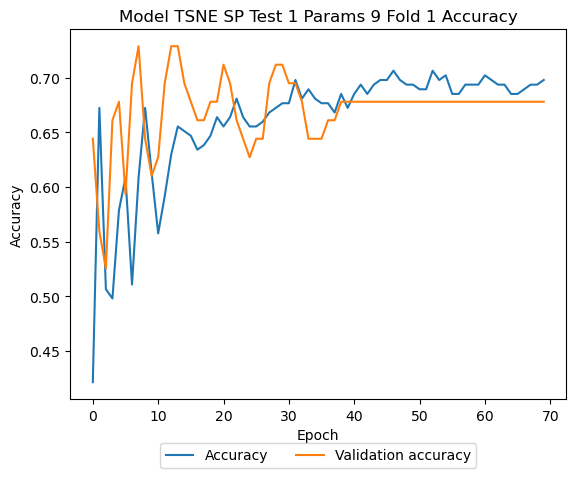 Model TSNE SP Test 1 Params 9 Fold 1 Accuracy
Accuracy
0.70
0.65
0.60
0.55
0.50
0.45
0 10 20 30 40 50 60 70
Epoch
Accuracy Validation accuracy